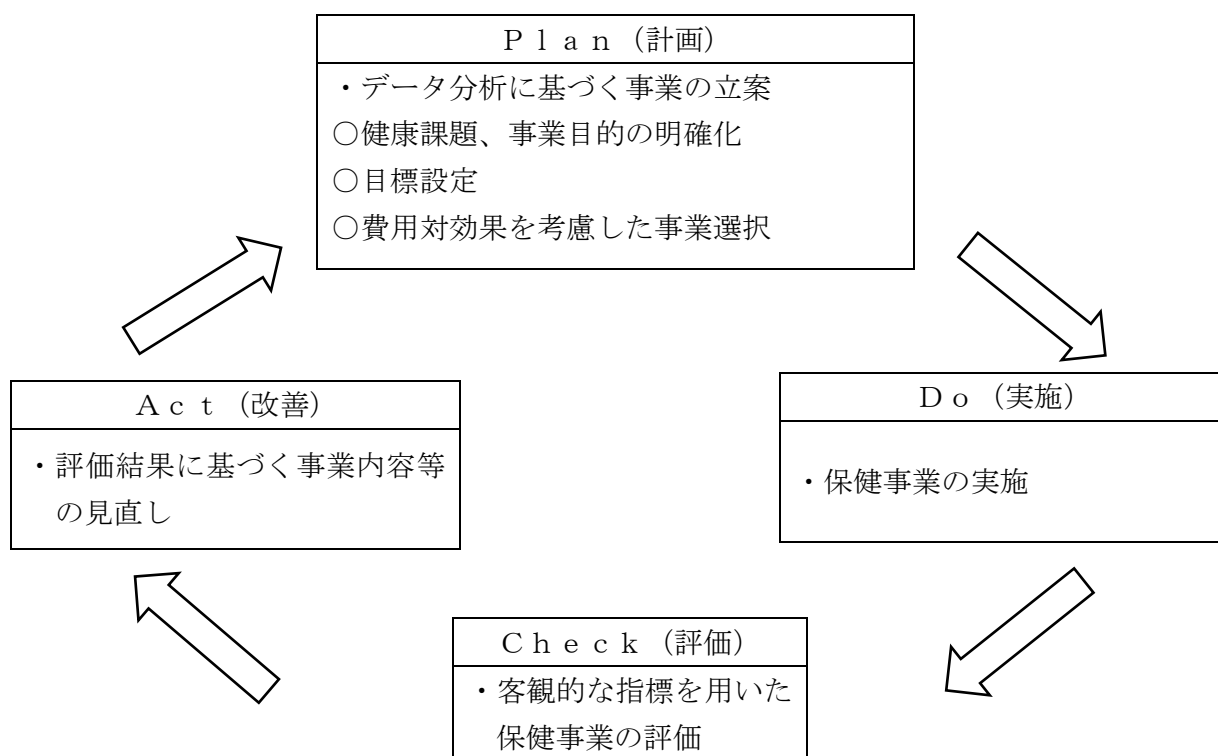 Ｐｌａｎ（計画）
・データ分析に基づく事業の立案
○健康課題、事業目的の明確化
○目標設定
○費用対効果を考慮した事業選択
Ｄｏ（実施）
・保健事業の実施
Ｃｈｅｃｋ（評価）
・客観的な指標を用いた
保健事業の評価
Ａｃｔ（改善）
・評価結果に基づく事業内容等
の見直し